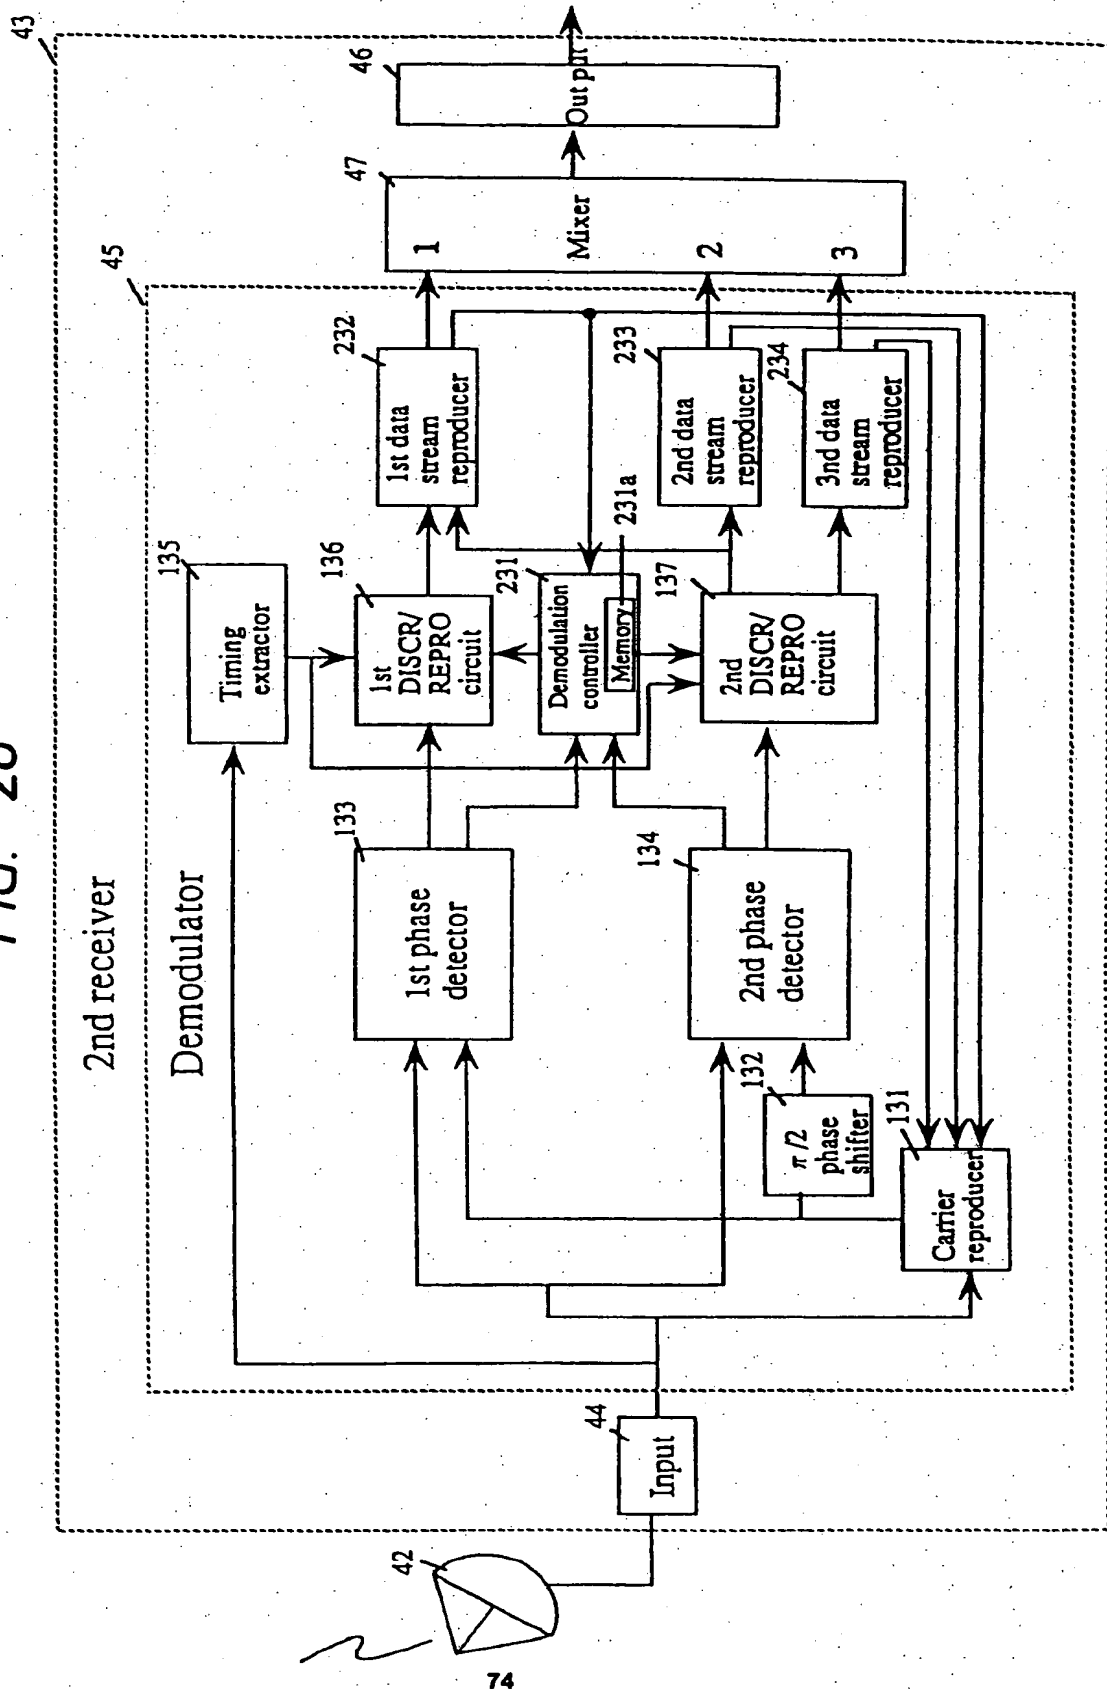 43
2nd receiver
45
Demodulator
46
Output
47
Mixer
1
2
3
135
Timing
extractor
232
1st data
stream
reproducer
233
2nd data
stream
reproducer
234
3nd data
stream
reproducer
136
1st
DISCR/
REPRO
circuit
231
Demodulation
controller
Memory
231a
137
2nd
DISCR/
REPRO
circuit
133
1st phase
detector
134
2nd phase
detector
132
π/2
phase
shifter
131
Carrier
reproducer
44
Input
42
74